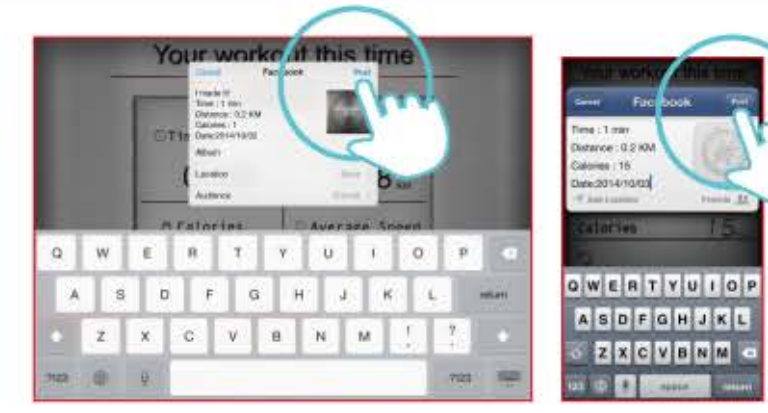 Your workout this time
Cancel Facebook Post
I made it!
Time : 1 min
Distance : 0.2 KM
Calories : 1
Date:2014/10/02
Album
Location
Audience
Calories Average Speed
Q W E R T Y U I O P
A S D F G H J K L return
Z X C V B N M ! ?
.?123 .?123
Your workout this time
Cancel Facebook Post
Time : 1 min
Distance : 0.2 KM
Calories : 15
Date:2014/10/03
Add Location Friends
Calories 15
Q W E R T Y U I O P
A S D F G H J K L
Z X C V B N M
123 space return